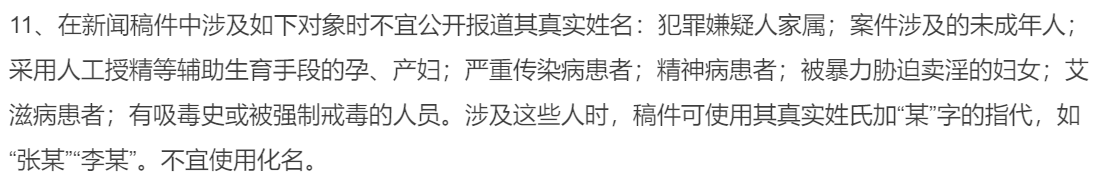 11、在新闻稿件中涉及如下对象时不宜公开报道其真实姓名：犯罪嫌疑人家属；案件涉及的未成年人；
采用人工授精等辅助生育手段的孕、产妇；严重传染病患者；精神病患者；被暴力胁迫卖淫的妇女；艾
滋病患者；有吸毒史或被强制戒毒的人员。涉及这些人时，稿件可使用其真实姓氏加“某”字的指代，如
“张某”“李某”。不宜使用化名。